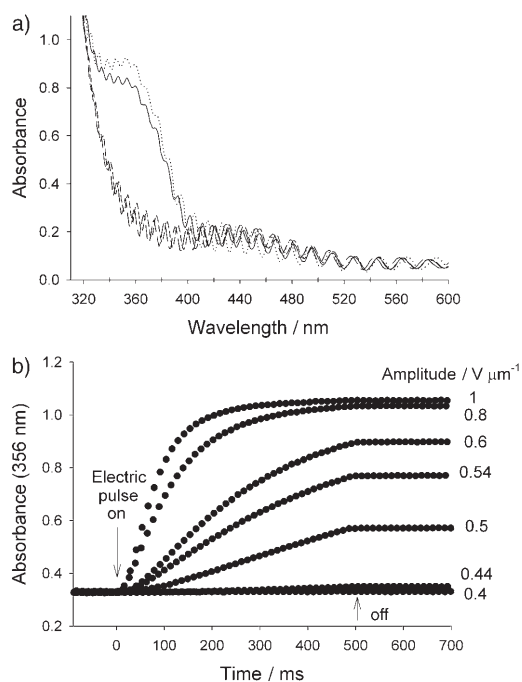 a)
1.0
0.8
0.6
0.4
0.2
0.0
Absorbance
320 360 400 440 480 520 560 600
Wavelength / nm
b)
1.2
1.0
0.8
0.6
0.4
0.2
Absorbance (356 nm)
Amplitude / V μm⁻¹
1
0.8
0.6
0.54
0.5
0.44
0.4
Electric
pulse
on
off
0 100 200 300 400 500 600 700
Time / ms